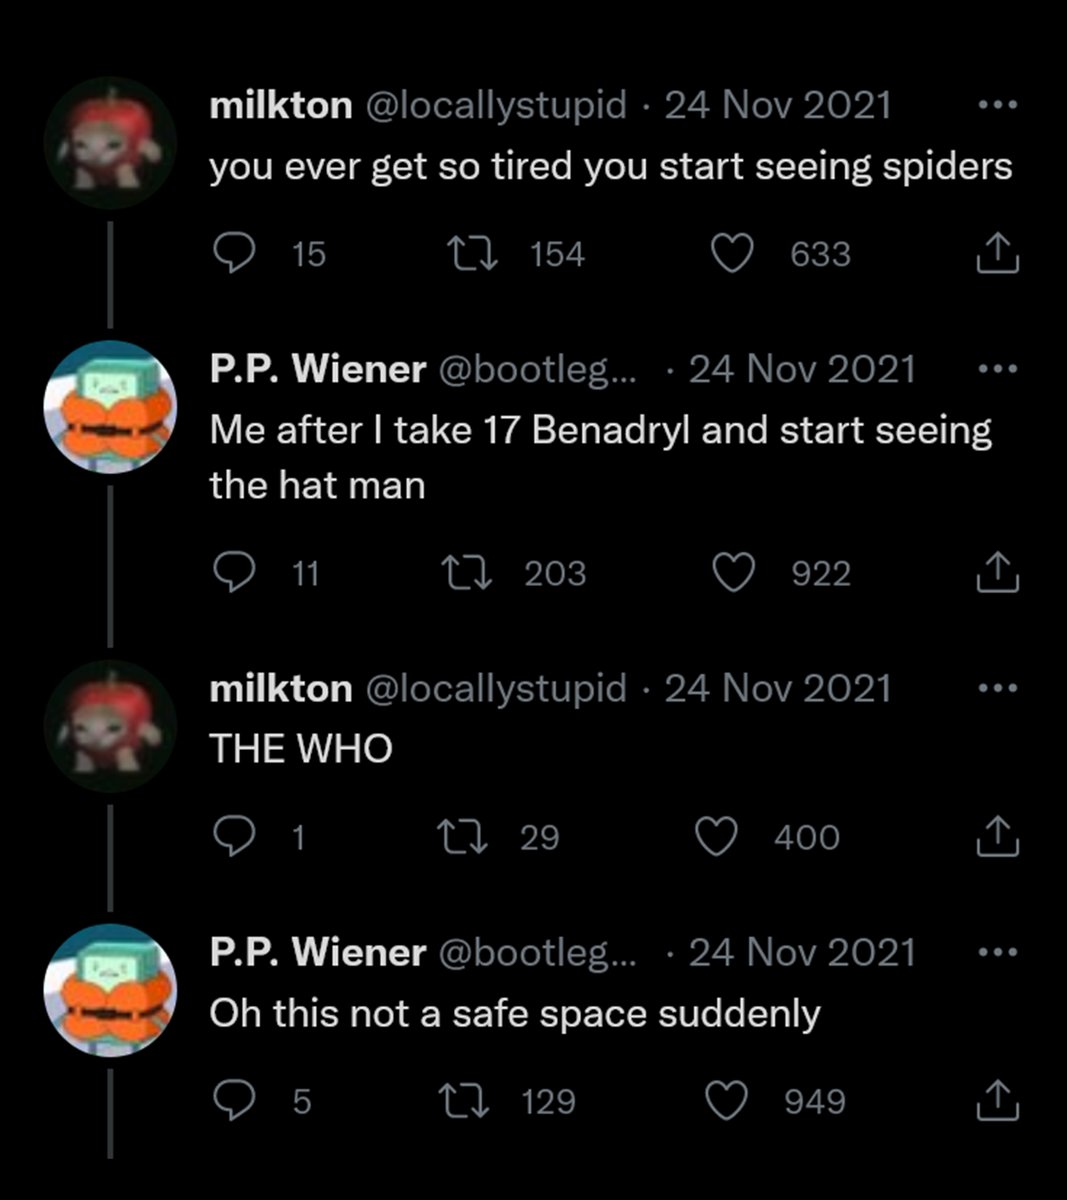 milkton @locallystupid · 24 Nov 2021 ...
you ever get so tired you start seeing spiders
15 154 633
P.P. Wiener @bootleg... · 24 Nov 2021 ...
Me after I take 17 Benadryl and start seeing
the hat man
11 203 922
milkton @locallystupid · 24 Nov 2021 ...
THE WHO
1 29 400
P.P. Wiener @bootleg... · 24 Nov 2021 ...
Oh this not a safe space suddenly
5 129 949